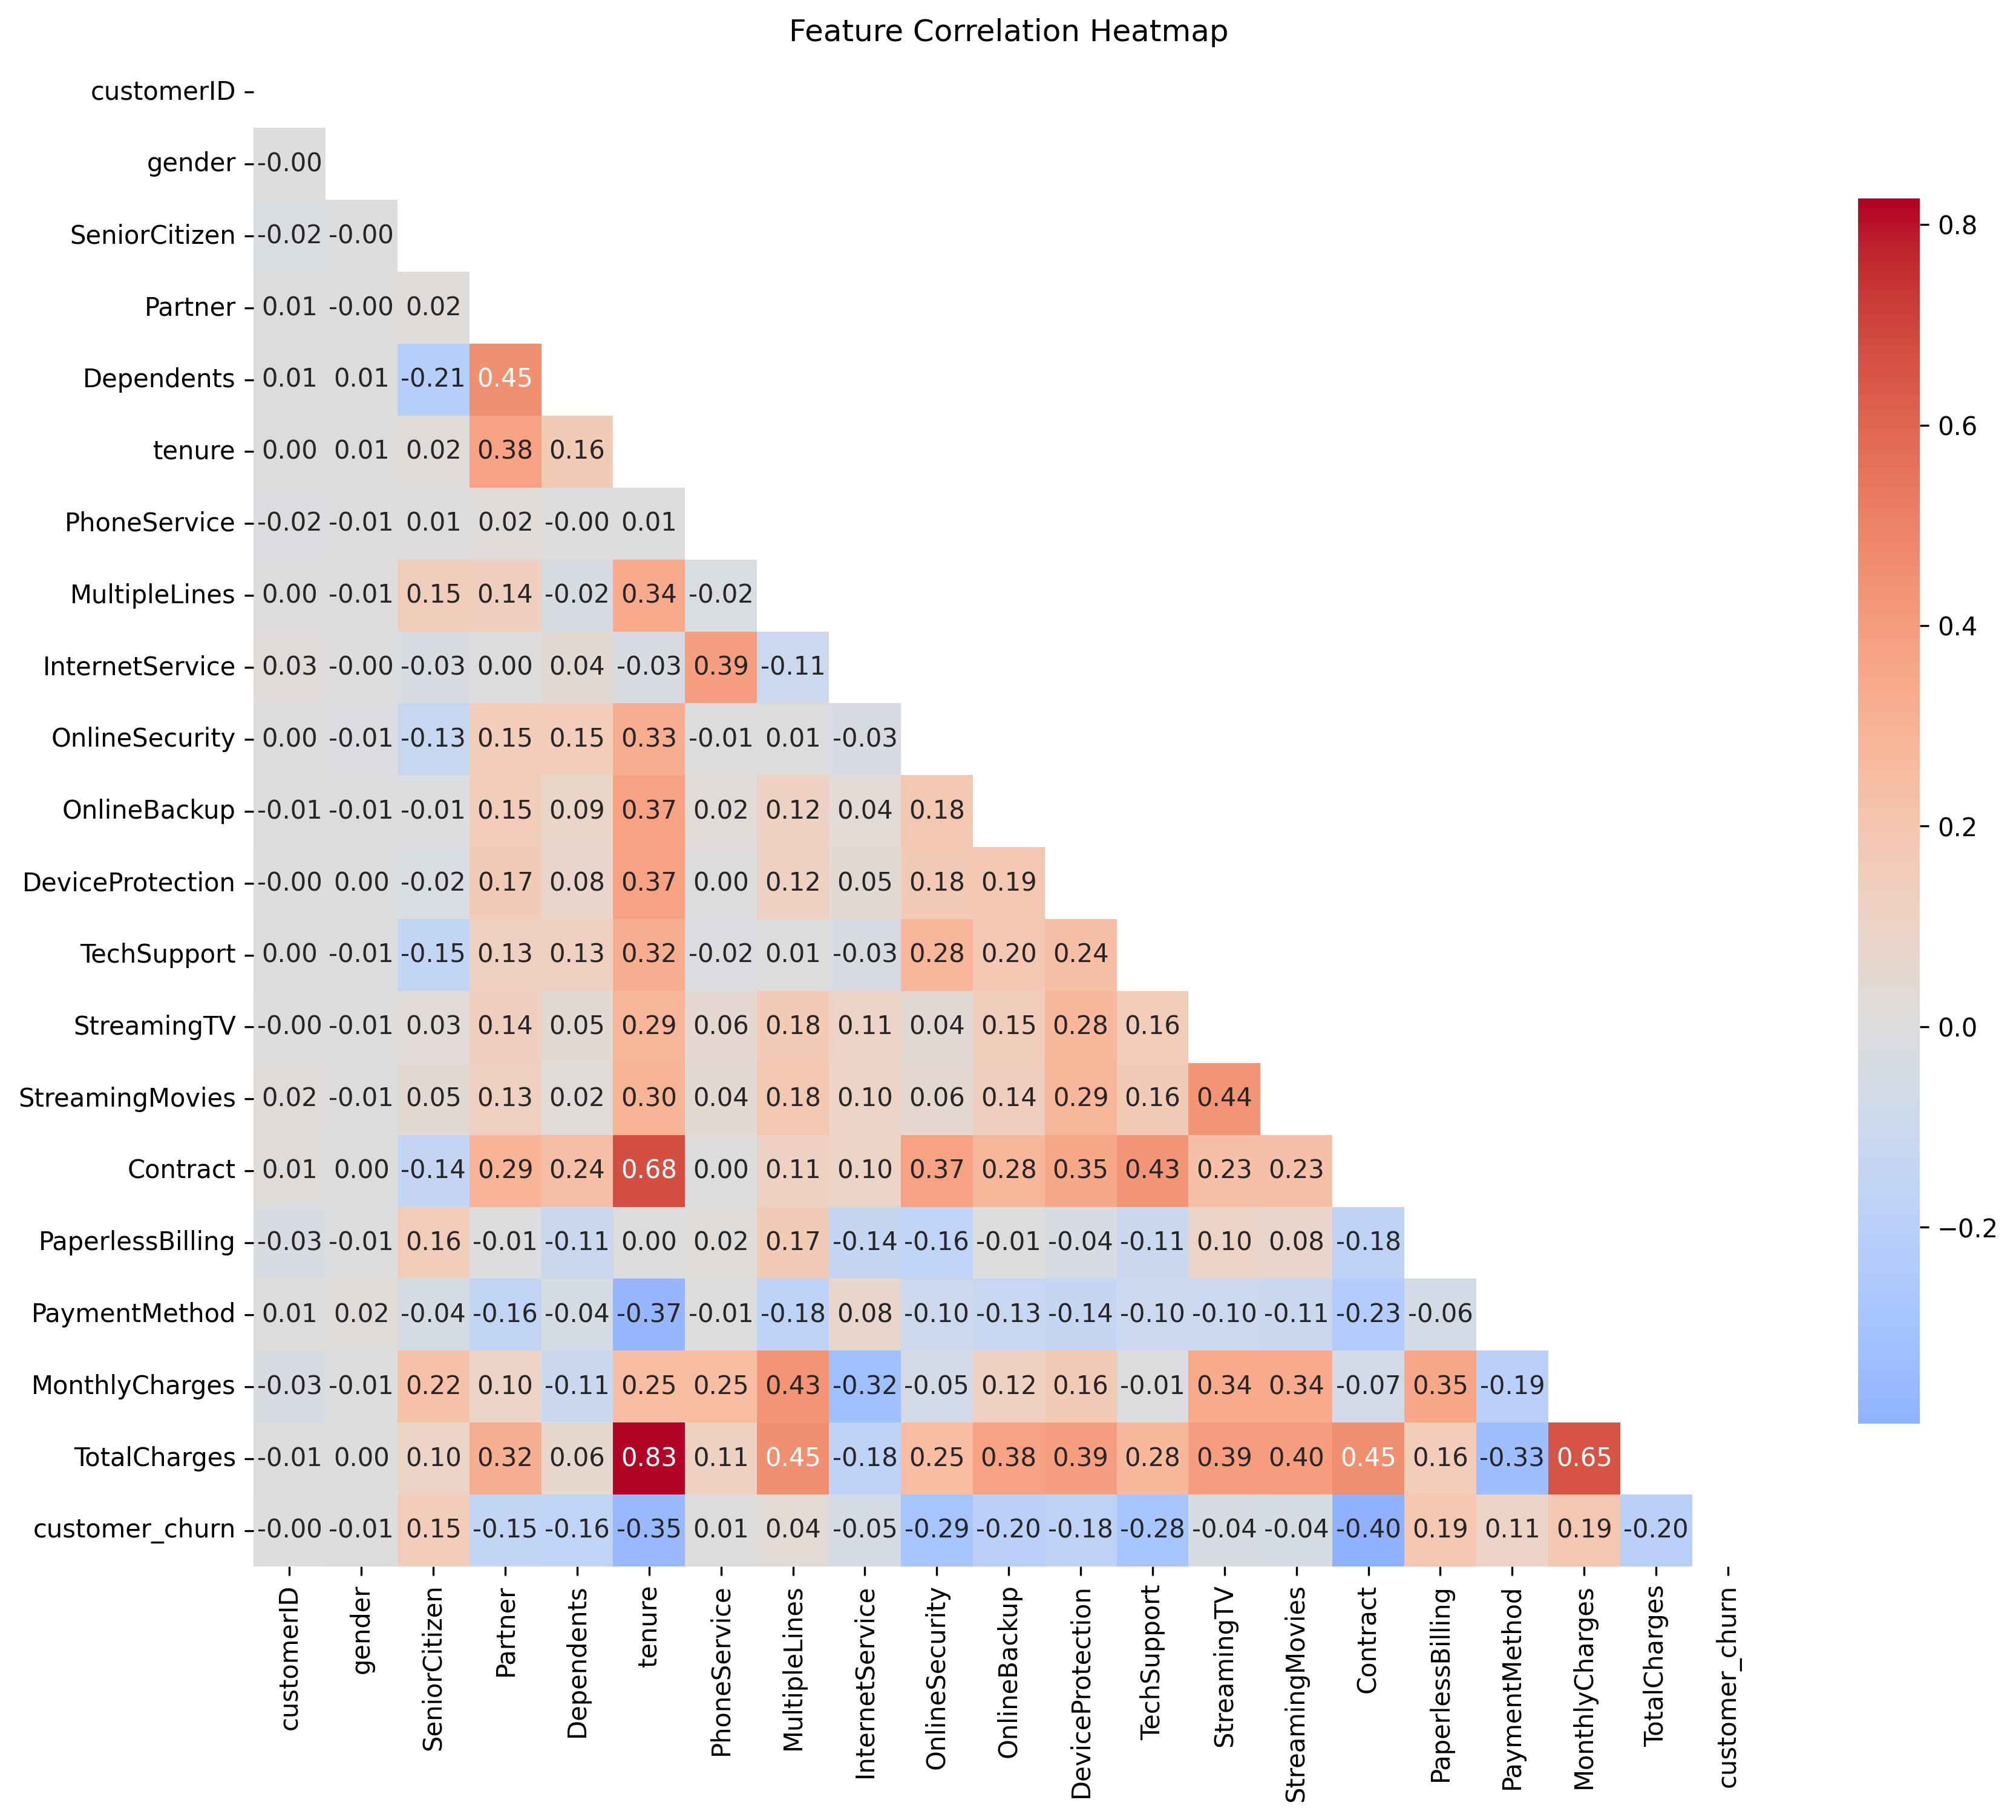 Feature Correlation Heatmap
customerID
gender -0.00
SeniorCitizen -0.02 -0.00
Partner 0.01 -0.00 0.02
Dependents 0.01 0.01 -0.21 0.45
tenure 0.00 0.01 0.02 0.38 0.16
PhoneService -0.02 -0.01 0.01 0.02 -0.00 0.01
MultipleLines 0.00 -0.01 0.15 0.14 -0.02 0.34 -0.02
InternetService 0.03 -0.00 -0.03 0.00 0.04 -0.03 0.39 -0.11
OnlineSecurity 0.00 -0.01 -0.13 0.15 0.15 0.33 -0.01 0.01 -0.03
OnlineBackup -0.01 -0.01 -0.01 0.15 0.09 0.37 0.02 0.12 0.04 0.18
DeviceProtection -0.00 0.00 -0.02 0.17 0.08 0.37 0.00 0.12 0.05 0.18 0.19
TechSupport 0.00 -0.01 -0.15 0.13 0.13 0.32 -0.02 0.01 -0.03 0.28 0.20 0.24
StreamingTV -0.00 -0.01 0.03 0.14 0.05 0.29 0.06 0.18 0.11 0.04 0.15 0.28 0.16
StreamingMovies 0.02 -0.01 0.05 0.13 0.02 0.30 0.04 0.18 0.10 0.06 0.14 0.29 0.16 0.44
Contract 0.01 0.00 -0.14 0.29 0.24 0.68 0.00 0.11 0.10 0.37 0.28 0.35 0.43 0.23 0.23
PaperlessBilling -0.03 -0.01 0.16 -0.01 -0.11 0.00 0.02 0.17 -0.14 -0.16 -0.01 -0.04 -0.11 0.10 0.08 -0.18
PaymentMethod 0.01 0.02 -0.04 -0.16 -0.04 -0.37 -0.01 -0.18 0.08 -0.10 -0.13 -0.14 -0.10 -0.10 -0.11 -0.23 -0.06
MonthlyCharges -0.03 -0.01 0.22 0.10 -0.11 0.25 0.25 0.43 -0.32 -0.05 0.12 0.16 -0.01 0.34 0.34 -0.07 0.35 -0.19
TotalCharges -0.01 0.00 0.10 0.32 0.06 0.83 0.11 0.45 -0.18 0.25 0.38 0.39 0.28 0.39 0.40 0.45 0.16 -0.33 0.65
customer_churn -0.00 -0.01 0.15 -0.15 -0.16 -0.35 0.01 0.04 -0.05 -0.29 -0.20 -0.18 -0.28 -0.04 -0.04 -0.40 0.19 0.11 0.19 -0.20
customerID
gender
SeniorCitizen
Partner
Dependents
tenure
PhoneService
MultipleLines
InternetService
OnlineSecurity
OnlineBackup
DeviceProtection
TechSupport
StreamingTV
StreamingMovies
Contract
PaperlessBilling
PaymentMethod
MonthlyCharges
TotalCharges
customer_churn
0.8
0.6
0.4
0.2
0.0
−0.2